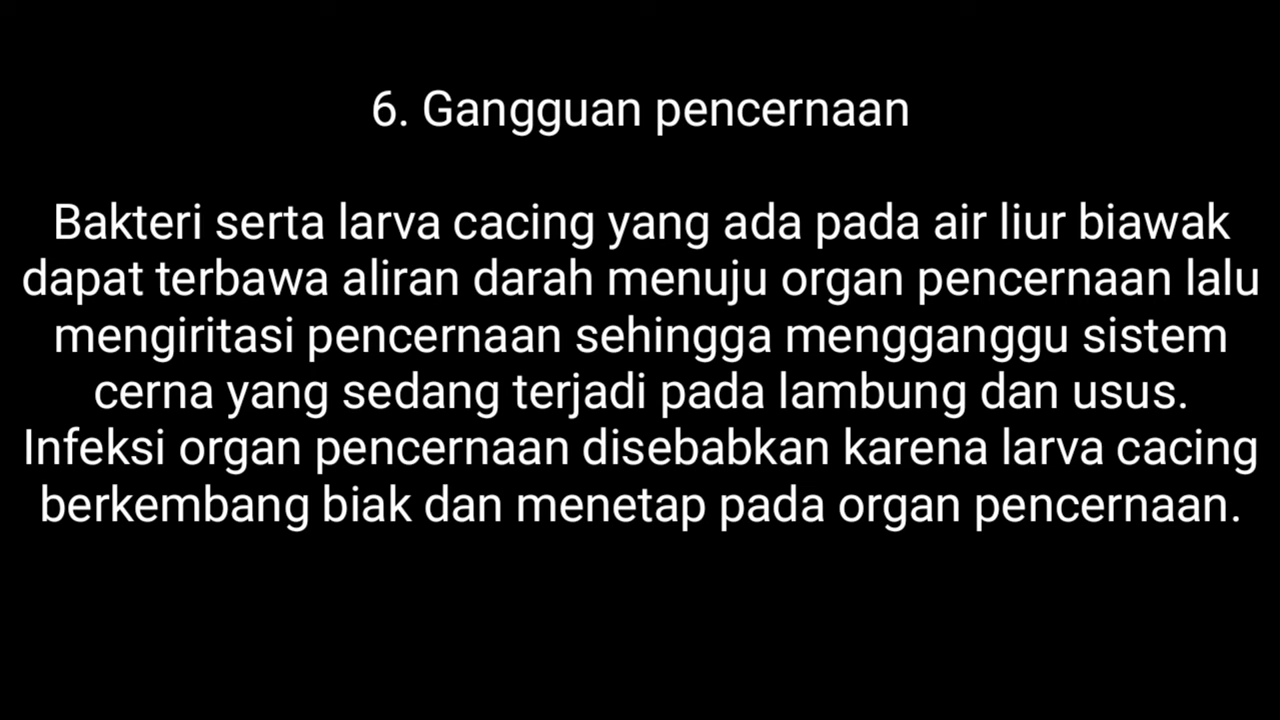 6. Gangguan pencernaan
Bakteri serta larva cacing yang ada pada air liur biawak
dapat terbawa aliran darah menuju organ pencernaan lalu
mengiritasi pencernaan sehingga mengganggu sistem
cerna yang sedang terjadi pada lambung dan usus.
Infeksi organ pencernaan disebabkan karena larva cacing
berkembang biak dan menetap pada organ pencernaan.